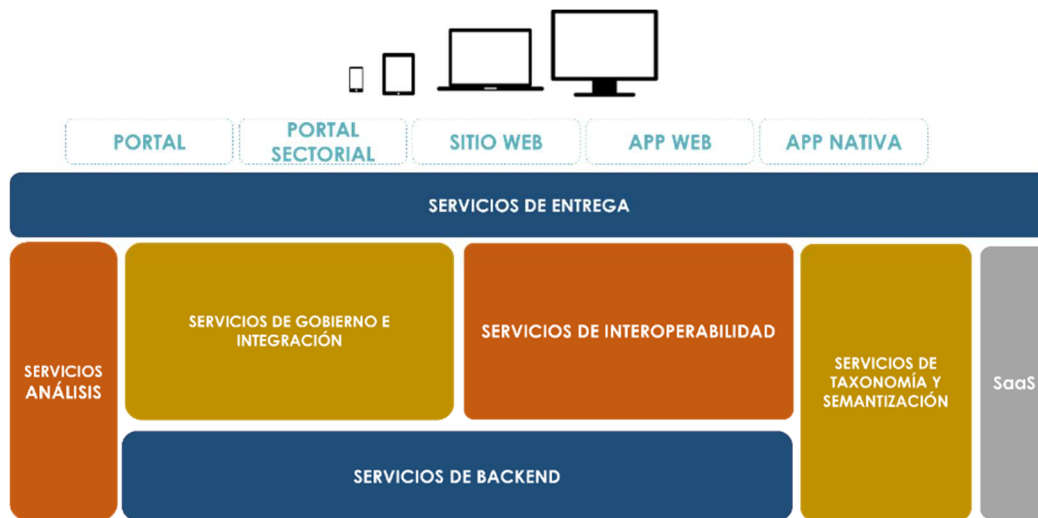 PORTAL
PORTAL
SECTORIAL
SITIO WEB
APP WEB
APP NATIVA
SERVICIOS DE ENTREGA
SERVICIOS
ANÁLISIS
SERVICIOS DE GOBIERNO E
INTEGRACIÓN
SERVICIOS DE INTEROPERABILIDAD
SERVICIOS DE
TAXONOMÍA Y
SEMANTIZACIÓN
SaaS
SERVICIOS DE BACKEND